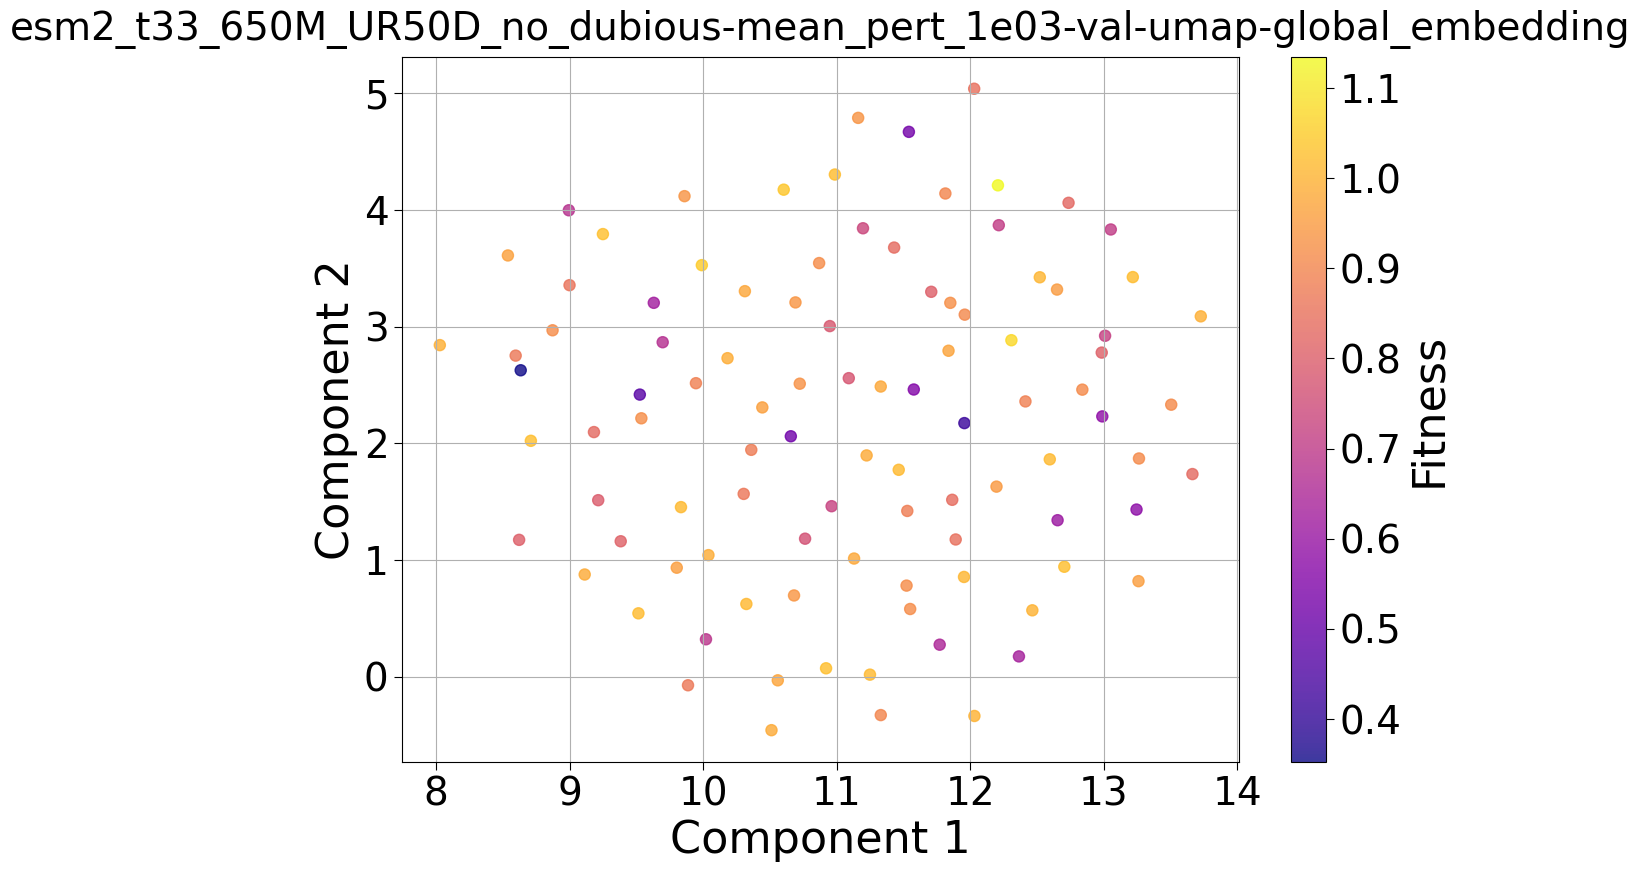 esm2_t33_650M_UR50D_no_dubious-mean_pert_1e03-val-umap-global_embedding
5
4
3
2
1
0
Component 2
8 9 10 11 12 13 14
Component 1
1.1
1.0
0.9
0.8
0.7
0.6
0.5
0.4
Fitness